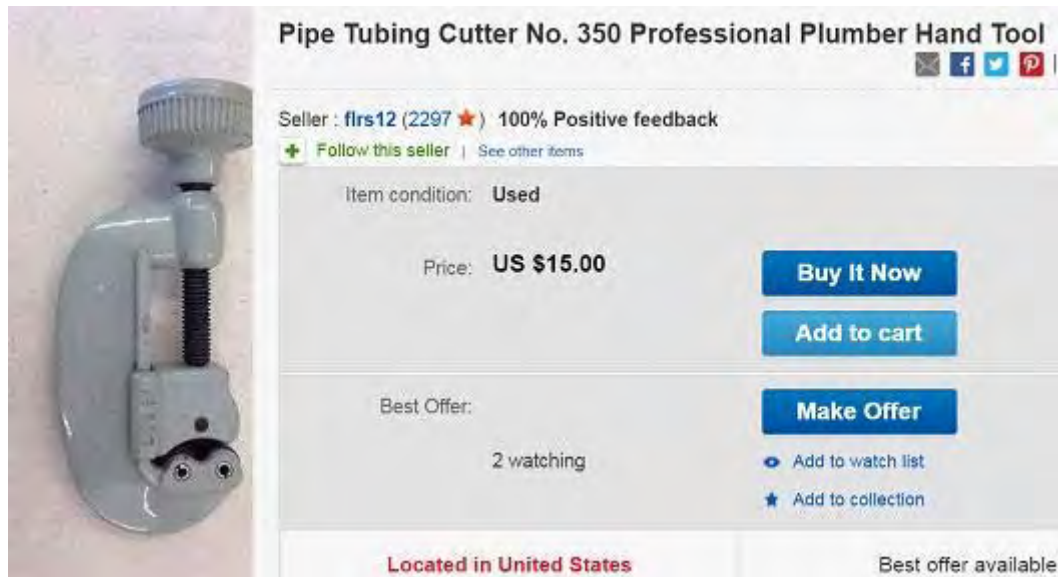 Pipe Tubing Cutter No. 350 Professional Plumber Hand Tool
Seller : flrs12 (2297 ) 100% Positive feedback
Follow this seller | See other items
Item condition: Used
Price: US $15.00
Buy It Now
Add to cart
Best Offer:
Make Offer
2 watching
Add to watch list
Add to collection
Located in United States
Best offer available